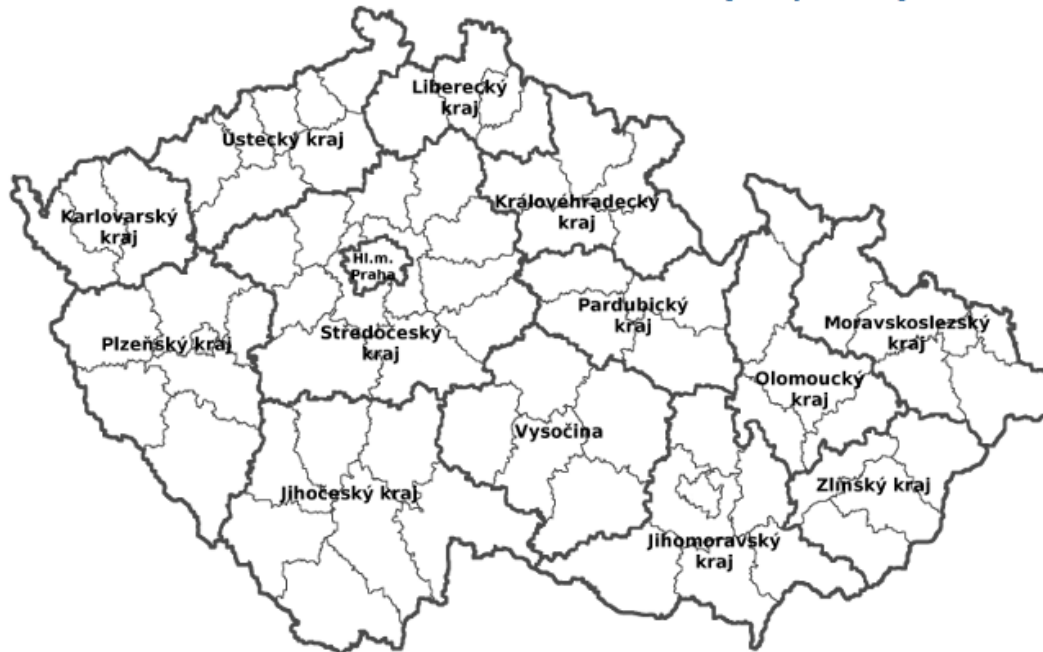 Liberecký
kraj
Ústecký kraj
Karlovarský
kraj
Královéhradecký
kraj
Hl.m.
Praha
Pardubický
kraj
Plzeňský kraj
Středočeský
kraj
Moravskoslezský
kraj
Olomoucký
kraj
Vysočina
Jihočeský kraj
Zlínský kraj
Jihomoravský
kraj